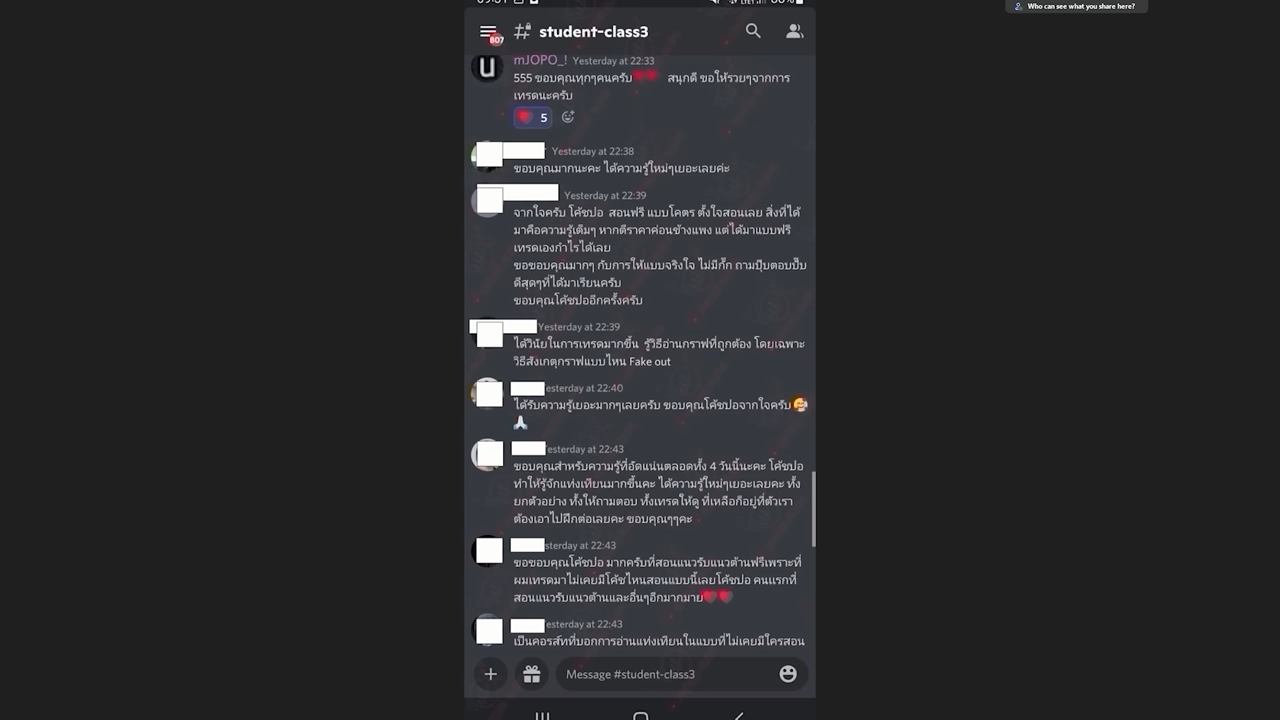 Who can see what you share here?
# student-class3
807
mJOPO_! Yesterday at 22:33
555 ขอบคุณทุกๆคนครับ❤️❤️ สนุกดี ขอให้รวยๆจากการ
เทรดนะครับ
❤️ 5
Yesterday at 22:38
ขอบคุณมากนะคะ ได้ความรู้ใหม่ๆเยอะเลยค่ะ
Yesterday at 22:39
จากใจครับ โค้ชปอ สอนฟรี แบบโคตร ตั้งใจสอนเลย สิ่งที่ได้
มาคือความรู้เต็มๆ หากตีราคาค่อนช้างแพง แต่ได้มาแบบฟรี
เทรดเองกำไรได้เลย
ขอขอบคุณมากๆ กับการให้แบบจริงใจ ไม่มีกั๊ก ถามปุ๊บตอบปั๊บ
ดีสุดๆที่ได้มาเรียนครับ
ขอบคุณโค้ชปออีกครั้งครับ
Yesterday at 22:39
ได้วินัยในการเทรดมากขึ้น รู้วิธีอ่านกราฟที่ถูกต้อง โดยเฉพาะ
วิธีสังเกตุกราฟแบบไหน Fake out
esterday at 22:40
ได้รับความรู้เยอะมากๆเลยครับ ขอบคุณโค้ชปอจากใจครับ🥰
🙏🏻
esterday at 22:43
ขอบคุณสำหรับความรู้ที่อัดแน่นตลอดทั้ง 4 วันนี้นะคะ โค้ชปอ
ทำให้รู้จักแท่งเทียนมากขึ้นคะ ได้ความรู้ใหม่ๆเยอะเลยคะ ทั้ง
ยกตัวอย่าง ทั้งให้ถามตอบ ทั้งเทรดให้ดู ที่เหลือก็อยู่ที่ตัวเรา
ต้องเอาไปฝึกต่อเลยคะ ขอบคุณๆๆคะ
sterday at 22:43
ขอขอบคุณโค้ชปอ มากครับที่สอนแนวรับแนวต้านฟรีเพราะที่
ผมเทรดมาไม่เคยมีโค้ชไหนสอนแบบนี้เลยโค้ชปอ คนแรกที่
สอนแนวรับแนวต้านและอื่นๆอีกมากมาย❤️❤️
esterday at 22:43
เป็นคอรส์ทที่บอกการอ่านแท่งเทียนในแบบที่ไม่เคยมีใครสอน
Message #student-class3